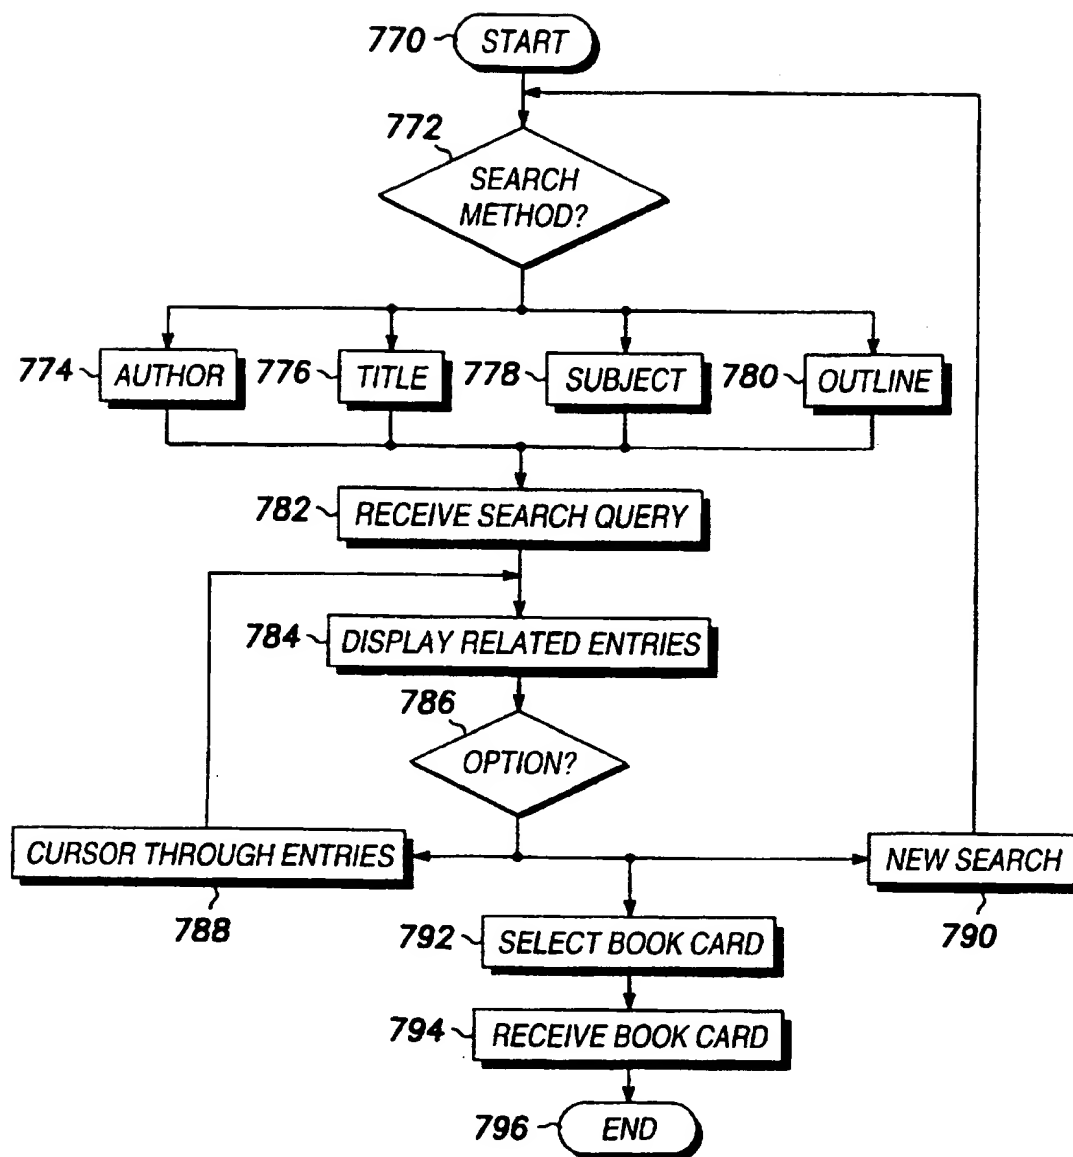 770 START
772
SEARCH
METHOD?
774 AUTHOR 776 TITLE 778 SUBJECT 780 OUTLINE
782 RECEIVE SEARCH QUERY
784 DISPLAY RELATED ENTRIES
786
OPTION?
CURSOR THROUGH ENTRIES NEW SEARCH
788 790
792 SELECT BOOK CARD
794 RECEIVE BOOK CARD
796 END